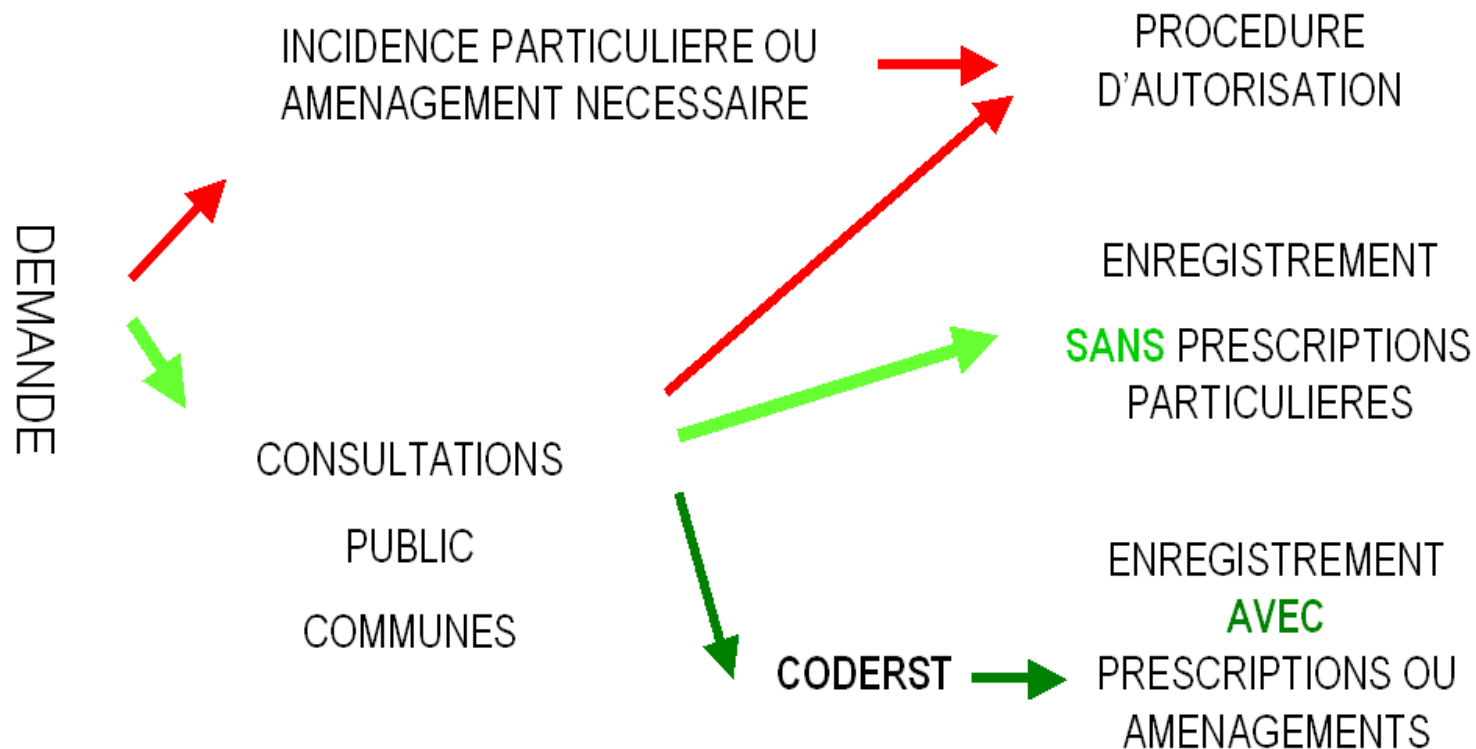 DEMANDE
INCIDENCE PARTICULIERE OU
AMENAGEMENT NECESSAIRE
PROCEDURE
D'AUTORISATION
CONSULTATIONS
PUBLIC
COMMUNES
ENREGISTREMENT
SANS PRESCRIPTIONS
PARTICULIERES
CODERST
ENREGISTREMENT
AVEC
PRESCRIPTIONS OU
AMENAGEMENTS